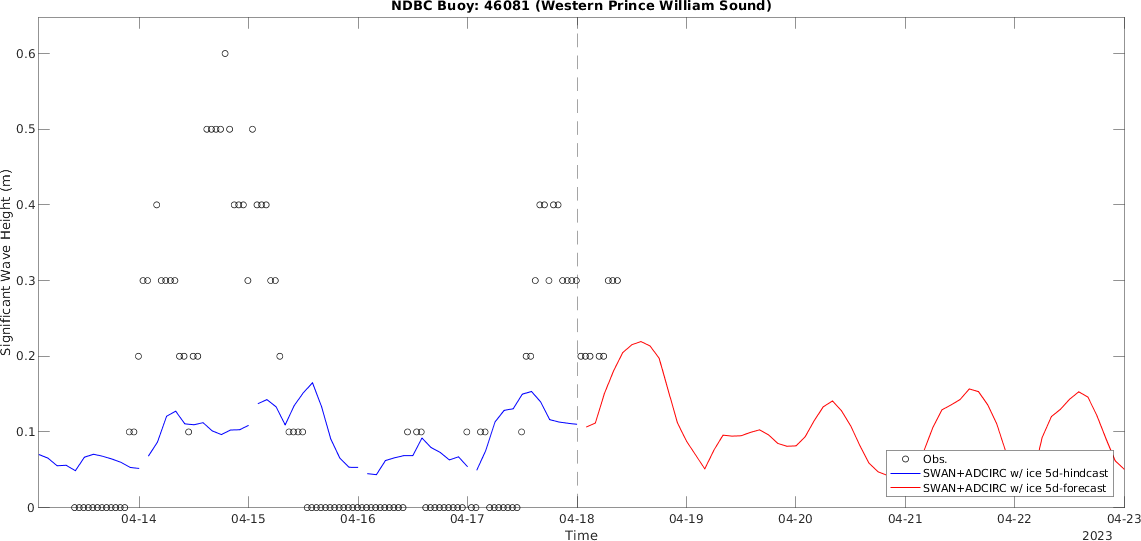 NDBC Buoy: 46081 (Western Prince William Sound)
Significant Wave Height (m)
0.6
0.5
0.4
0.3
0.2
0.1
0
Obs.
SWAN+ADCIRC w/ ice 5d-hindcast
SWAN+ADCIRC w/ ice 5d-forecast
04-14 04-15 04-16 04-17 04-18 04-19 04-20 04-21 04-22 04-23
Time
2023